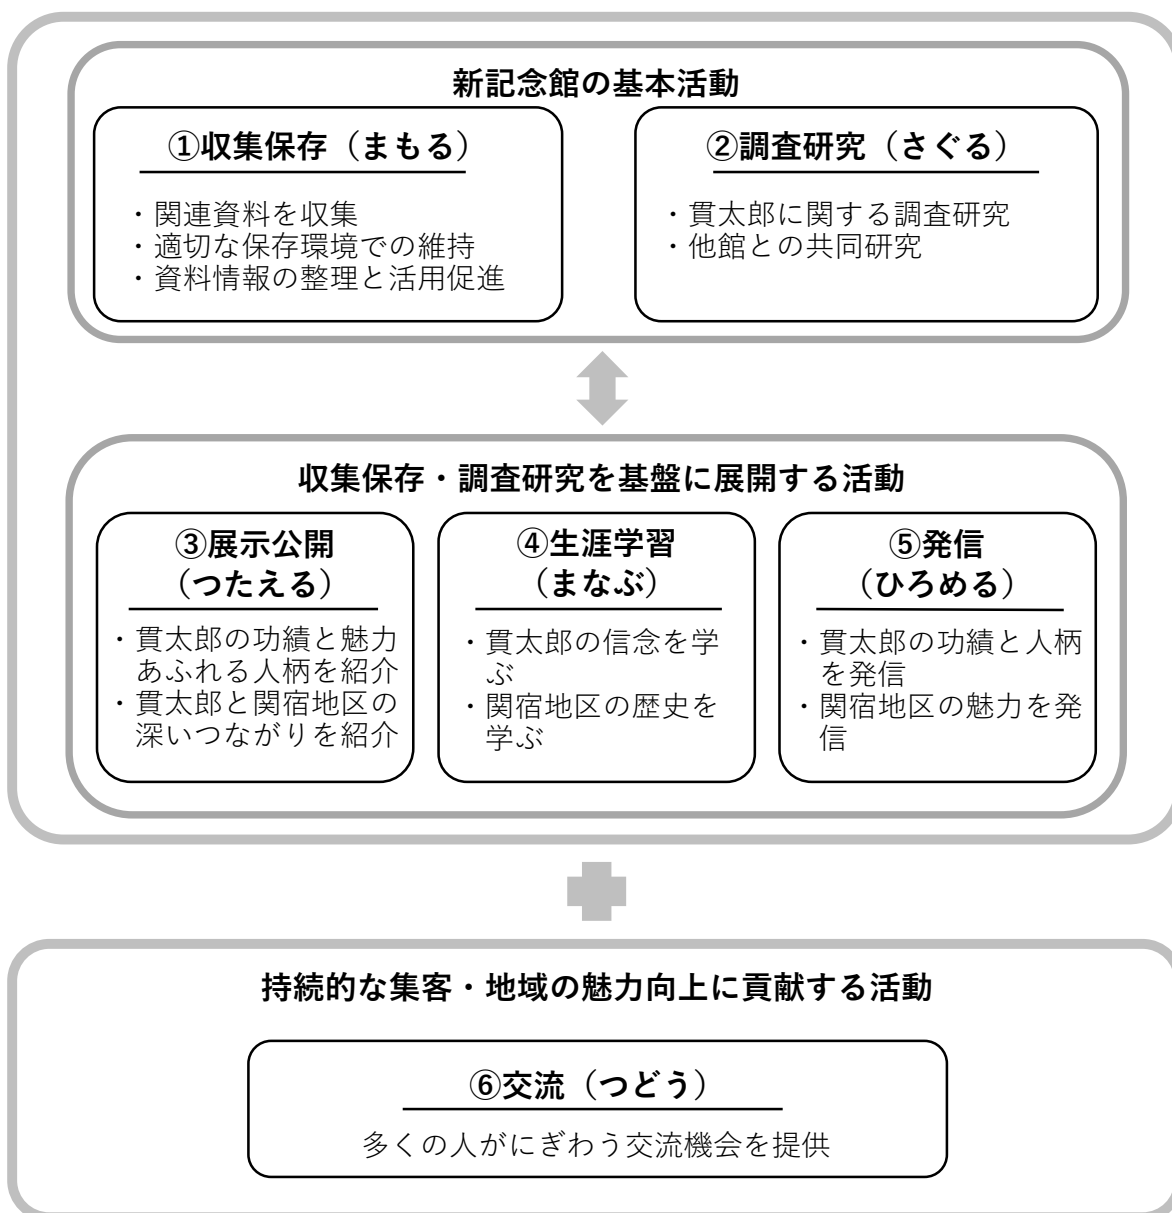 新記念館の基本活動
①収集保存（まもる）
・関連資料を収集
・適切な保存環境での維持
・資料情報の整理と活用促進
②調査研究（さぐる）
・貫太郎に関する調査研究
・他館との共同研究
収集保存・調査研究を基盤に展開する活動
③展示公開
（つたえる）
・貫太郎の功績と魅力
あふれる人柄を紹介
・貫太郎と関宿地区の
深いつながりを紹介
④生涯学習
（まなぶ）
・貫太郎の信念を学
ぶ
・関宿地区の歴史を
学ぶ
⑤発信
（ひろめる）
・貫太郎の功績と人柄
を発信
・関宿地区の魅力を発
信
持続的な集客・地域の魅力向上に貢献する活動
⑥交流（つどう）
多くの人がにぎわう交流機会を提供